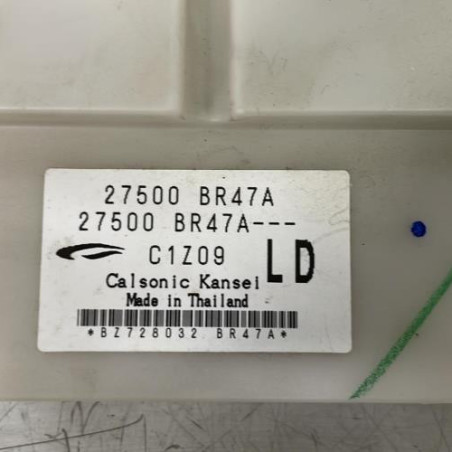 27500 BR47A
27500 BR47A---
C1Z09 LD
Calsonic Kansei
Made in Thailand
*BZ728032 BR47A*